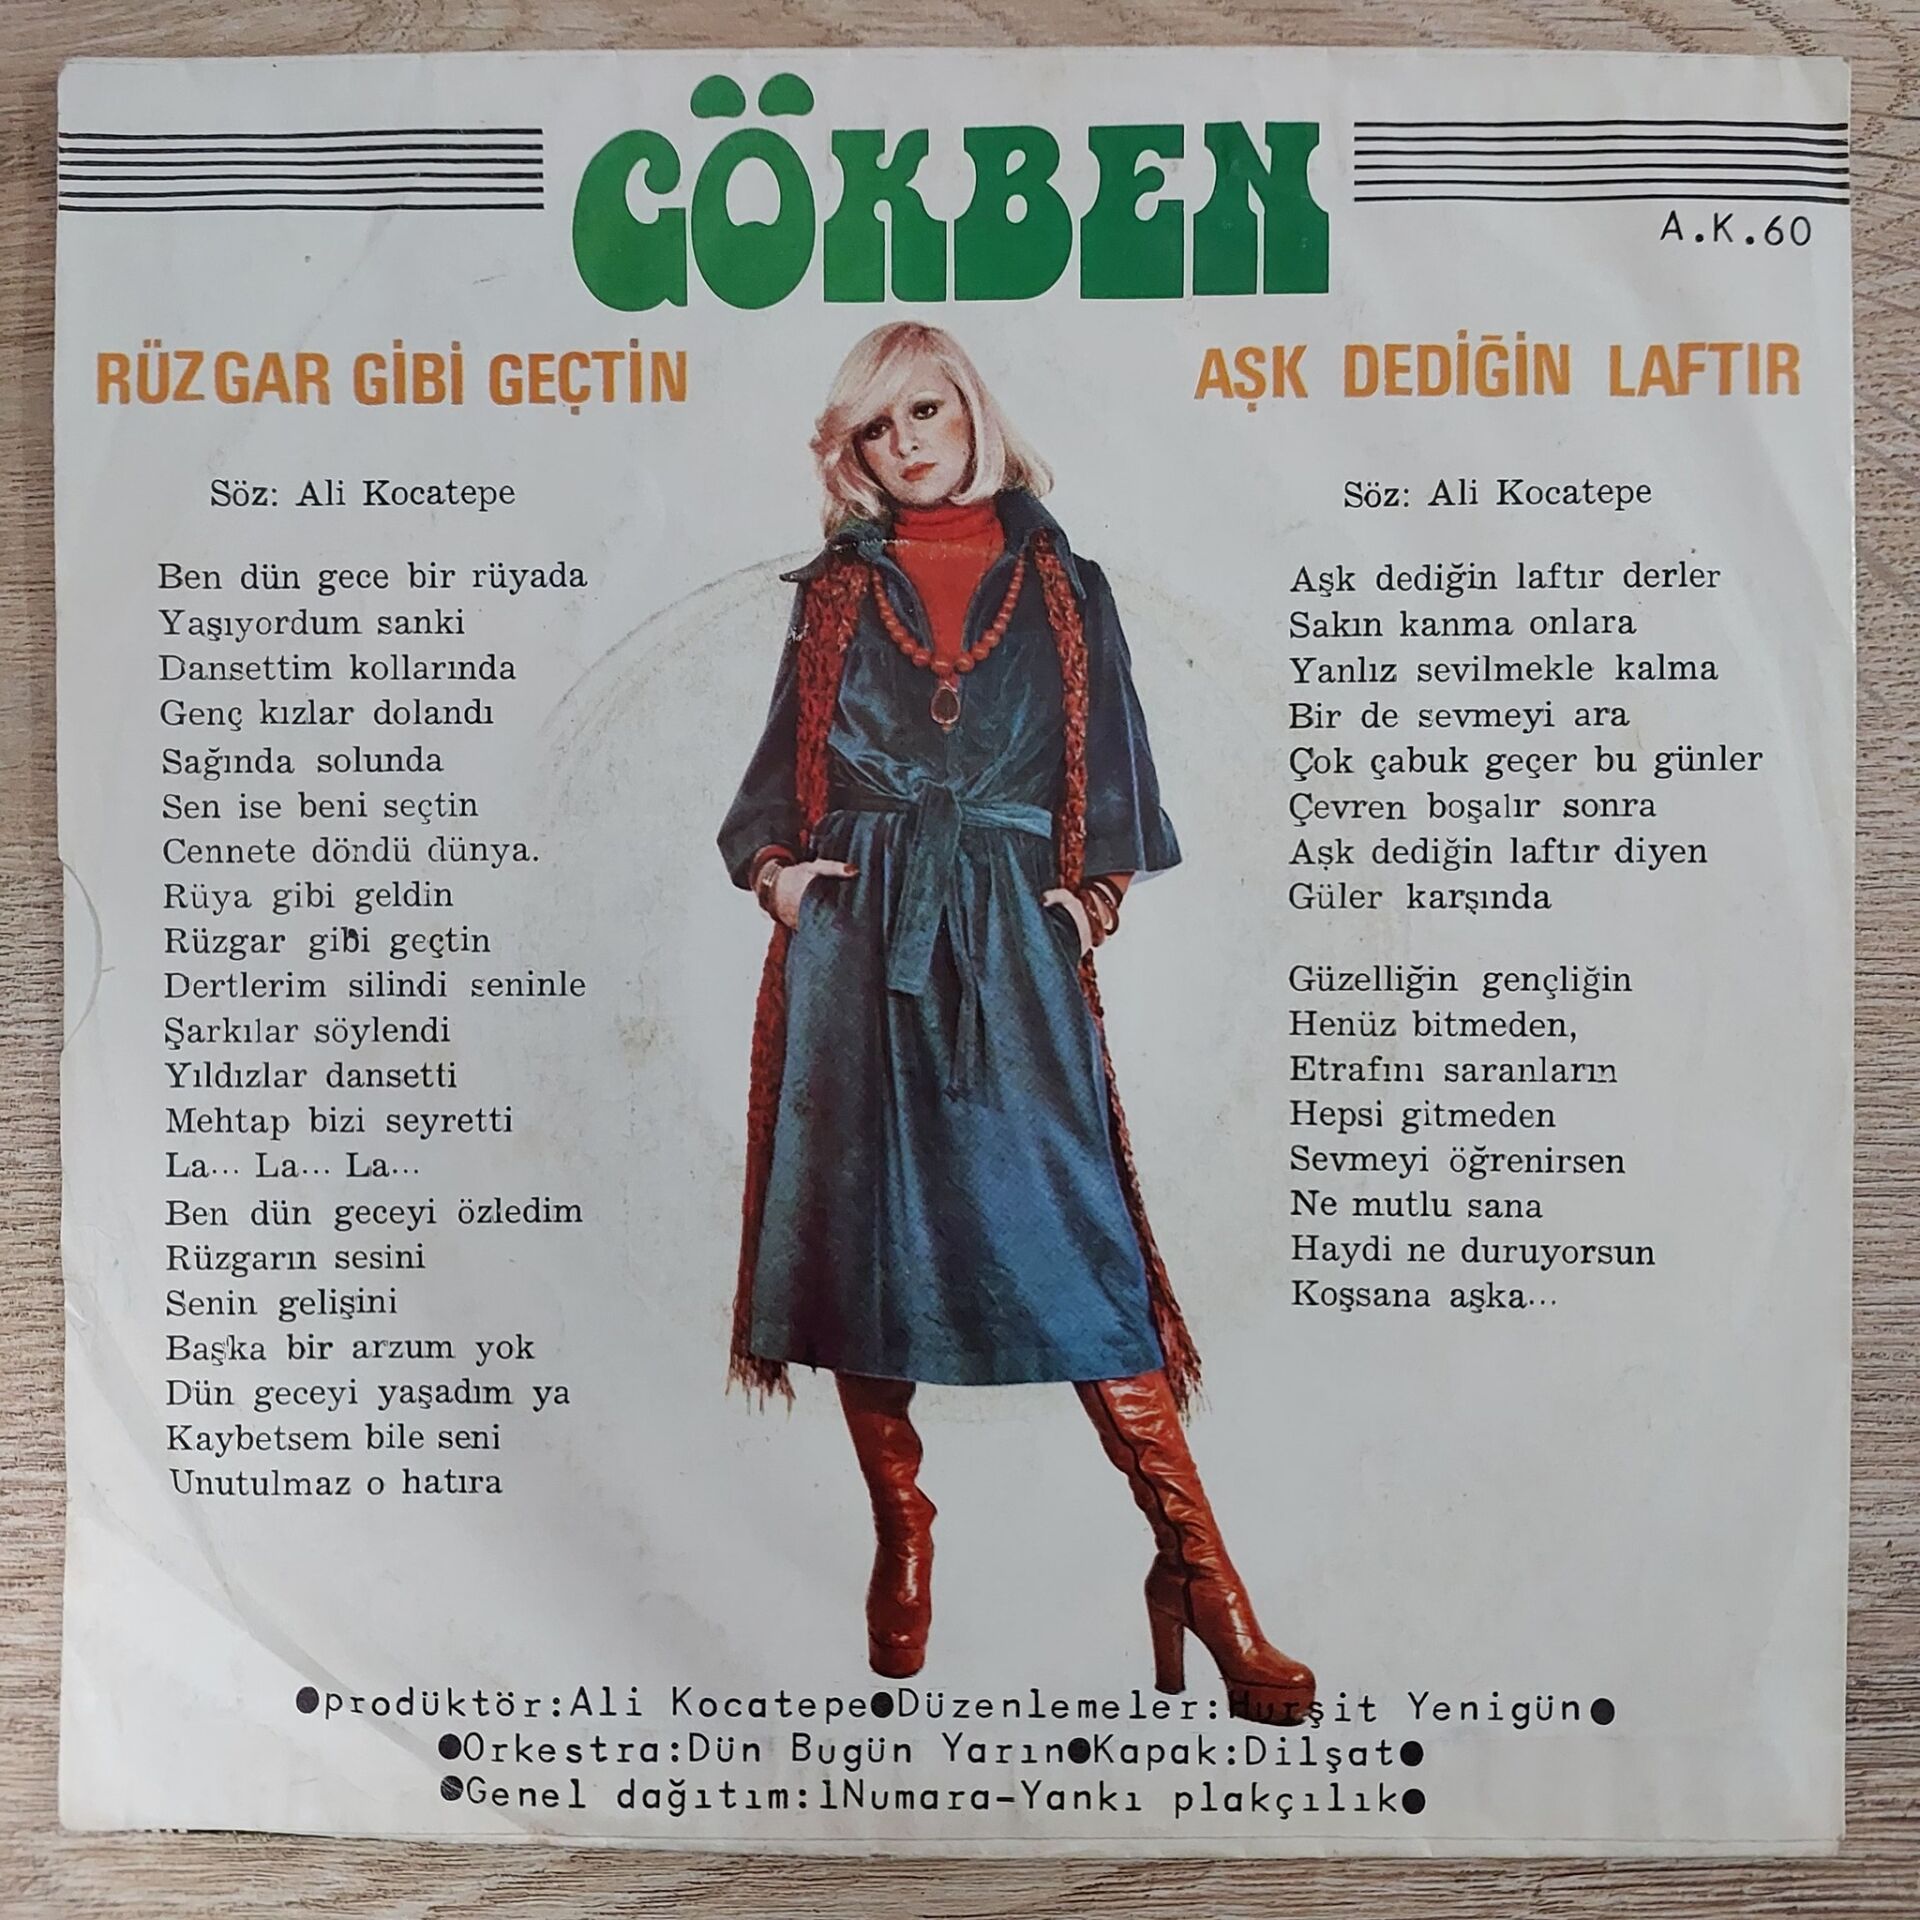 GÖKBEN
A.K.60
RÜZGAR GİBİ GEÇTİN
Söz: Ali Kocatepe
Ben dün gece bir rüyada
Yaşıyordum sanki
Dansettim kollarında
Genç kızlar dolandı
Sağında solunda
Sen ise beni seçtin
Cennete döndü dünya.
Rüya gibi geldin
Rüzgar gibi geçtin
Dertlerim silindi seninle
Şarkılar söylendi
Yıldızlar dansetti
Mehtap bizi seyretti
La... La... La...
Ben dün geceyi özledim
Rüzgarın sesini
Senin gelişini
Başka bir arzum yok
Dün geceyi yaşadım ya
Kaybetsem bile seni
Unutulmaz o hatıra
AŞK DEDİĞİN LAFTIR
Söz: Ali Kocatepe
Aşk dediğin laftır derler
Sakın kanma onlara
Yanlız sevilmekle kalma
Bir de sevmeyi ara
Çok çabuk geçer bu günler
Çevren boşalır sonra
Aşk dediğin laftır diyen
Güler karşında
Güzelliğin gençliğin
Henüz bitmeden,
Etrafını saranların
Hepsi gitmeden
Sevmeyi öğrenirsen
Ne mutlu sana
Haydi ne duruyorsun
Koşsana aşka...
●prodüktör:Ali Kocatepe●Düzenlemeler:Hurşit Yenigün●
●Orkestra:Dün Bugün Yarın●Kapak:Dilşat●
●Genel dağıtım:1Numara-Yankı plakçılık●